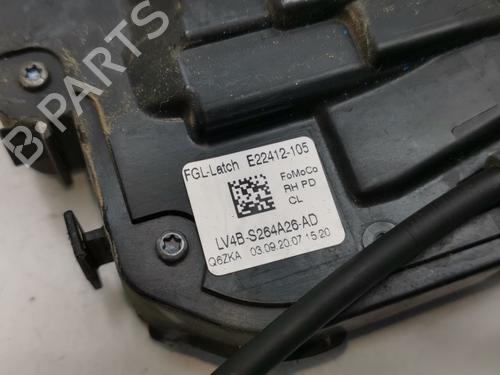 FGL-Latch E22412-105
FoMoCo
RH PD
CL
LV4B-S264A26-AD
Q6ZKA 03.09.20.07 15:20
B-PARTS